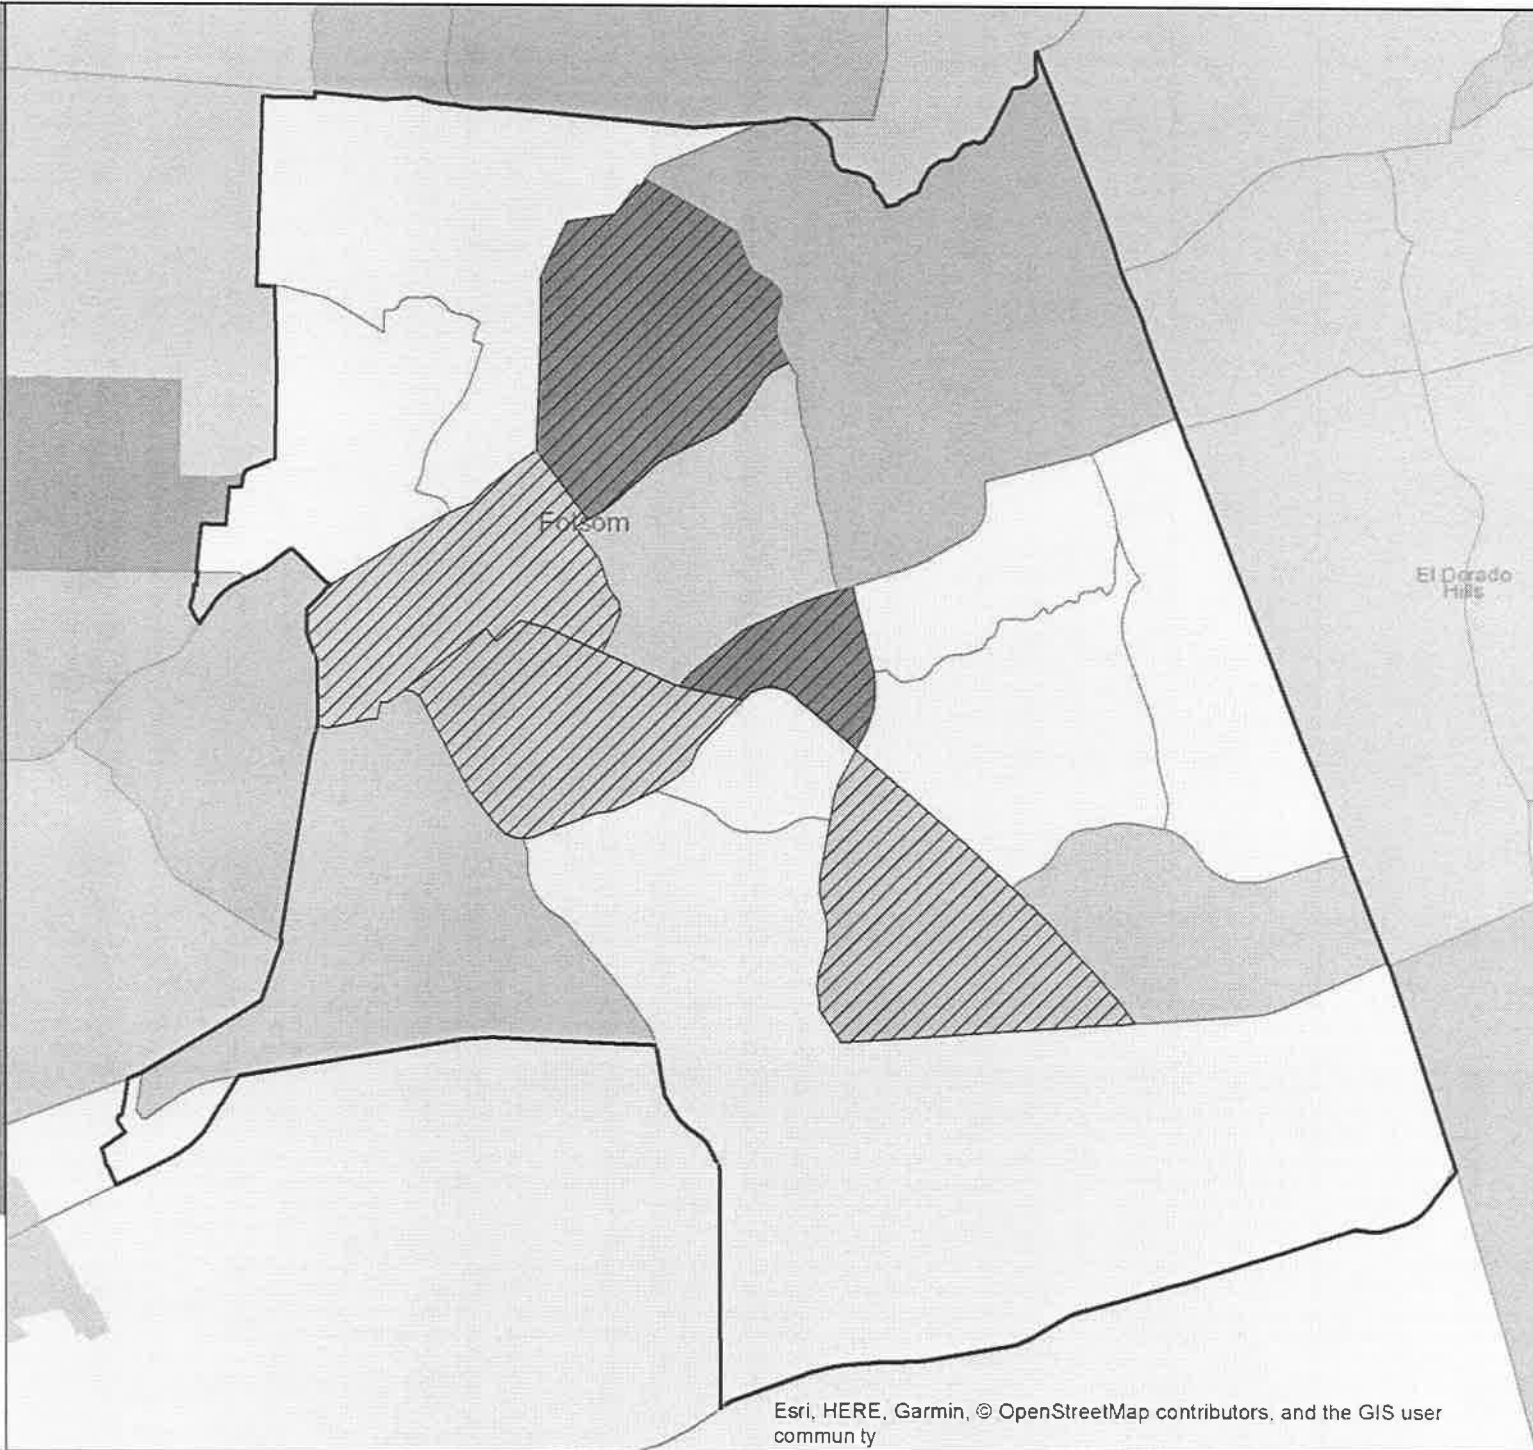 Folsom
El Dorado
Hills
Esri, HERE, Garmin, © OpenStreetMap contributors, and the GIS user
commun ty